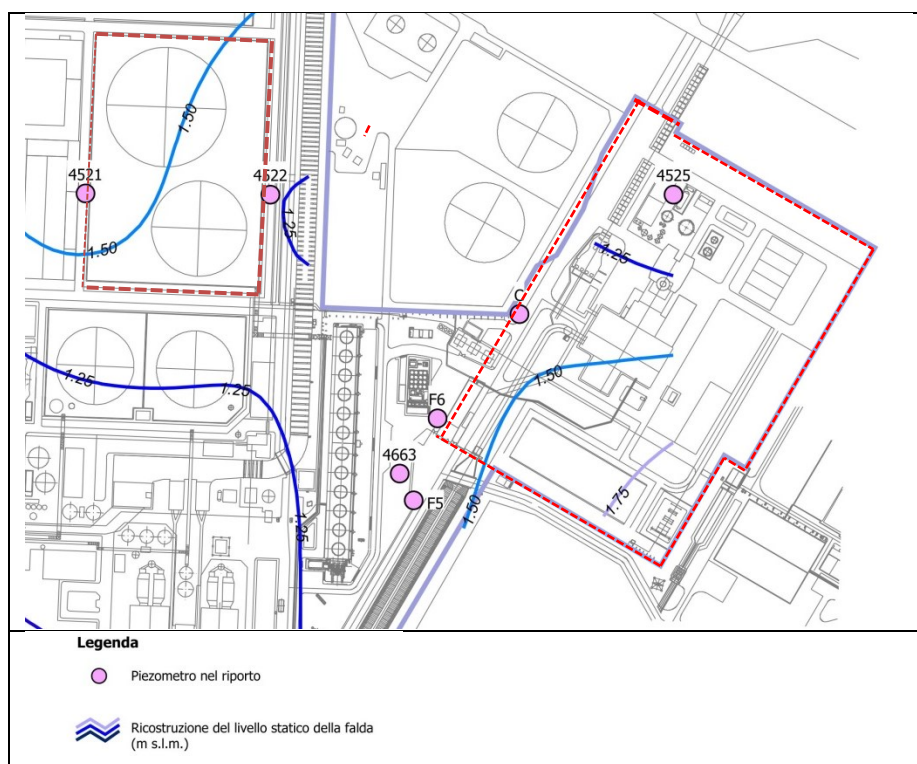 1.50
4521
4522
4525
1.25
1.50
1.25
C
1.25
1.25
1.50
F6
4663
F5
1.50
1.75
1.25
Legenda
Piezometro nel riporto
Ricostruzione del livello statico della falda
(m s.l.m.)